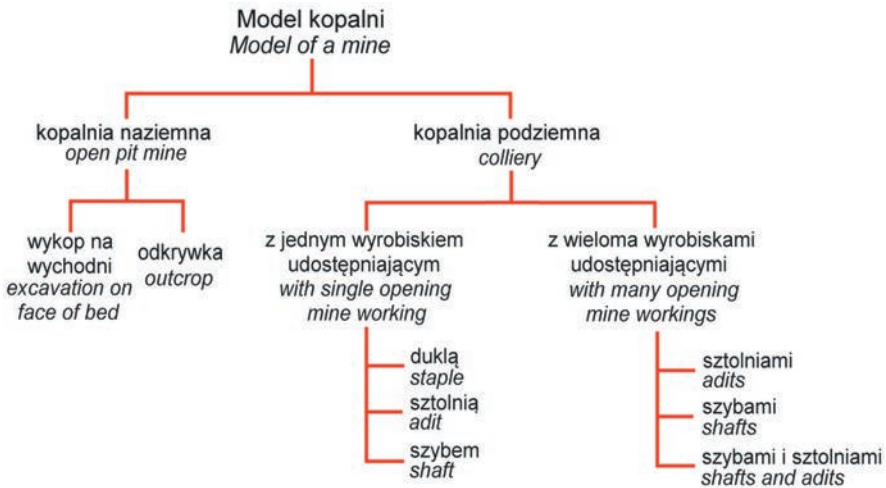 Model kopalni
Model of a mine
kopalnia naziemna
open pit mine
kopalnia podziemna
colliery
wykop na
wychodni
excavation on
face of bed
odkrywka
outcrop
z jednym wyrobiskiem
udostępniającym
with single opening
mine working
z wieloma wyrobiskami
udostępniającymi
with many opening
mine workings
duklą
staple
sztolnią
adit
szybem
shaft
sztolniami
adits
szybami
shafts
szybami i sztolniami
shafts and adits